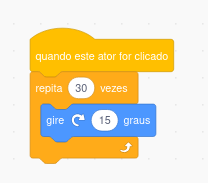 quando este ator for clicado
repita 30 vezes
gire 15 graus